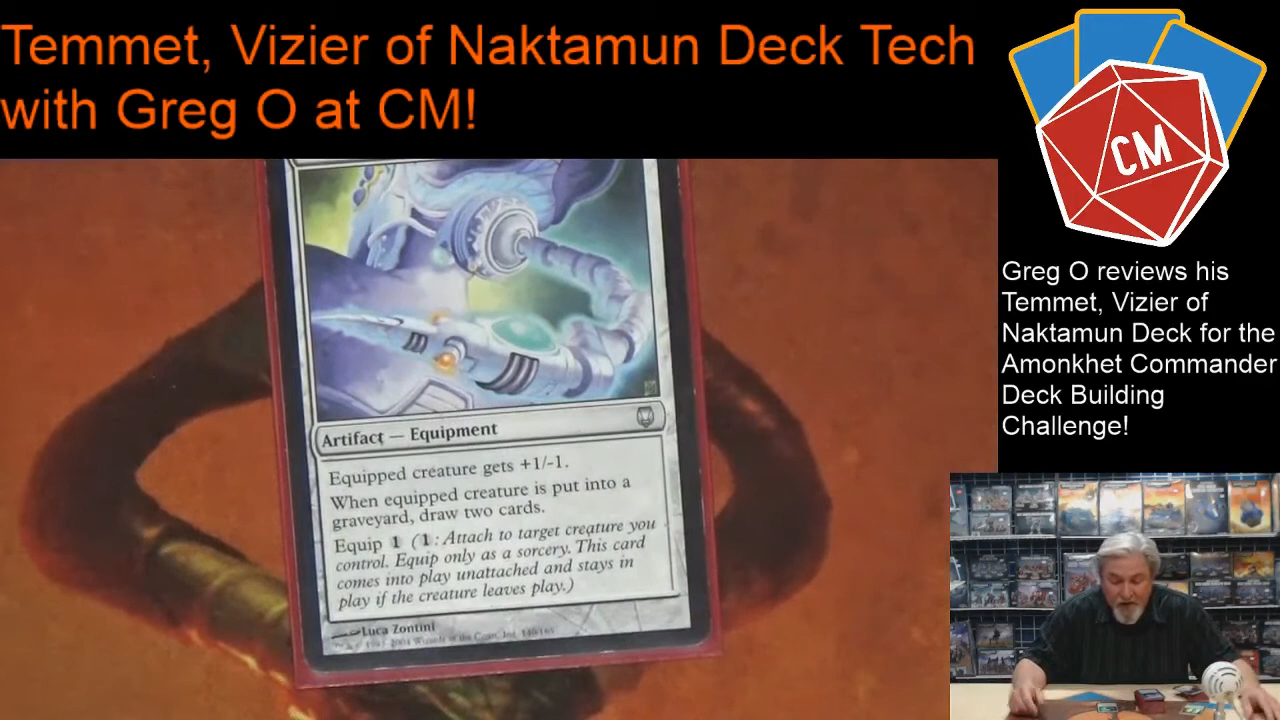 Temmet, Vizier of Naktamun Deck Tech
with Greg O at CM!
CM
Greg O reviews his
Temmet, Vizier of
Naktamun Deck for the
Amonkhet Commander
Deck Building
Challenge!
Artifact — Equipment
Equipped creature gets +1/-1.
When equipped creature is put into a
graveyard, draw two cards.
Equip 1 (1: Attach to target creature you
control. Equip only as a sorcery. This card
comes into play unattached and stays in
play if the creature leaves play.)
Luca Zontini